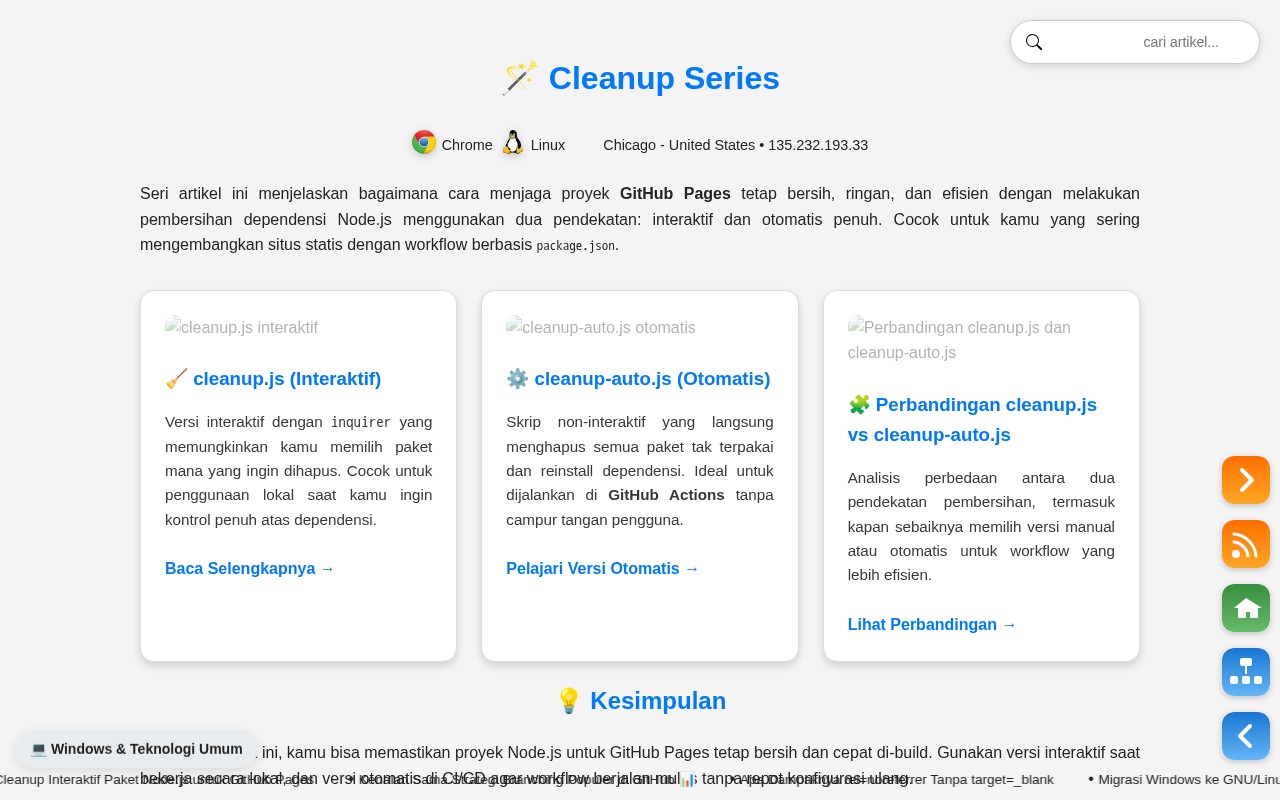 cari artikel...
🪄 Cleanup Series
Chrome Linux Chicago - United States • 135.232.193.33
Seri artikel ini menjelaskan bagaimana cara menjaga proyek GitHub Pages tetap bersih, ringan, dan efisien dengan melakukan
pembersihan dependensi Node.js menggunakan dua pendekatan: interaktif dan otomatis penuh. Cocok untuk kamu yang sering
mengembangkan situs statis dengan workflow berbasis package.json.
cleanup.js interaktif
🧹 cleanup.js (Interaktif)
Versi interaktif dengan inquirer yang
memungkinkan kamu memilih paket
mana yang ingin dihapus. Cocok untuk
penggunaan lokal saat kamu ingin
kontrol penuh atas dependensi.
Baca Selengkapnya →
cleanup-auto.js otomatis
⚙️ cleanup-auto.js (Otomatis)
Skrip non-interaktif yang langsung
menghapus semua paket tak terpakai
dan reinstall dependensi. Ideal untuk
dijalankan di GitHub Actions tanpa
campur tangan pengguna.
Pelajari Versi Otomatis →
Perbandingan cleanup.js dan
cleanup-auto.js
🧩 Perbandingan cleanup.js
vs cleanup-auto.js
Analisis perbedaan antara dua
pendekatan pembersihan, termasuk
kapan sebaiknya memilih versi manual
atau otomatis untuk workflow yang
lebih efisien.
Lihat Perbandingan →
💡 Kesimpulan
💻 Windows & Teknologi Umum
ini, kamu bisa memastikan proyek Node.js untuk GitHub Pages tetap bersih dan cepat di-build. Gunakan versi interaktif saat
bekerja secara lokal, dan versi otomatis di CI/CD agar workflow berjalan mulus tanpa repot konfigurasi ulang.
Cleanup Interaktif Paket Tanpa target=_blank • Migrasi Windows ke GNU/Linu